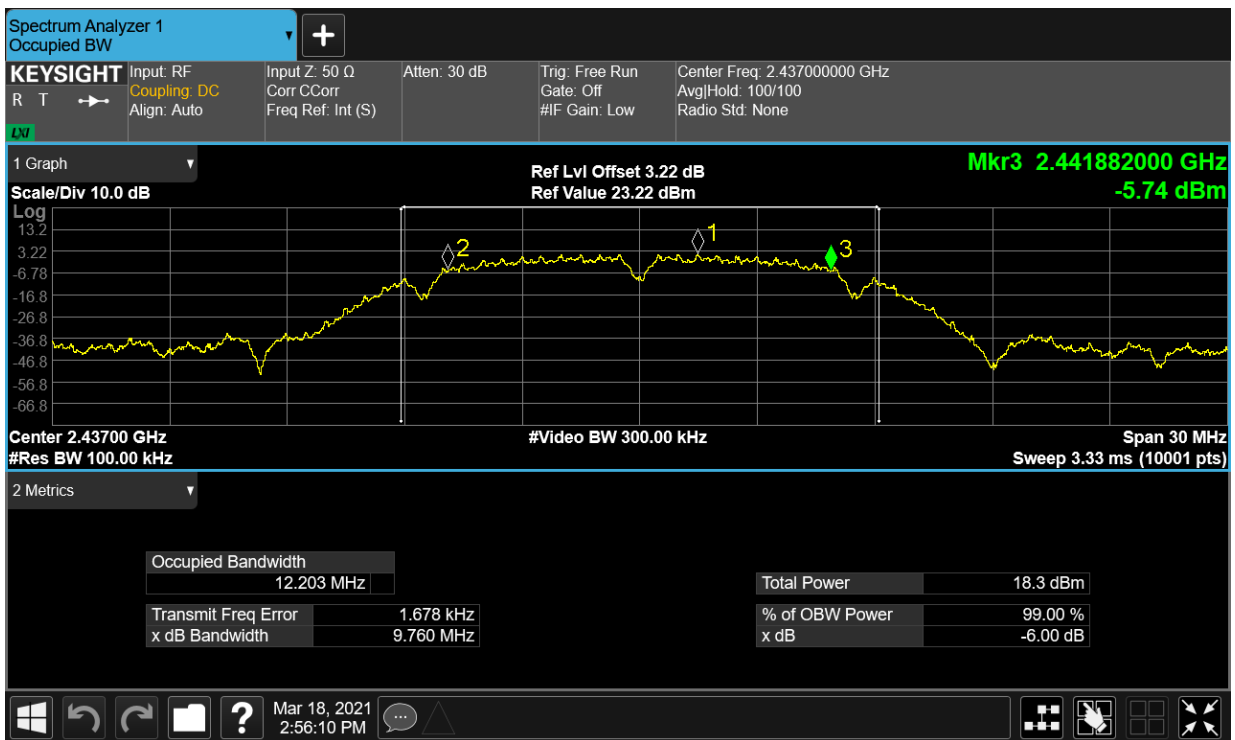 Spectrum Analyzer 1
Occupied BW
▼
+
KEYSIGHT
R T
LXI
Input: RF
Coupling: DC
Align: Auto
Input Z: 50 Ω
Corr CCorr
Freq Ref: Int (S)
Atten: 30 dB
Trig: Free Run
Gate: Off
#IF Gain: Low
Center Freq: 2.437000000 GHz
Avg|Hold: 100/100
Radio Std: None
1 Graph ▼
Scale/Div 10.0 dB
Ref Lvl Offset 3.22 dB
Ref Value 23.22 dBm
Mkr3 2.441882000 GHz
-5.74 dBm
Log
13.2
3.22
-6.78
-16.8
-26.8
-36.8
-46.8
-56.8
-66.8
2
1
3
Center 2.43700 GHz
#Res BW 100.00 kHz
#Video BW 300.00 kHz
Span 30 MHz
Sweep 3.33 ms (10001 pts)
2 Metrics ▼
Occupied Bandwidth
12.203 MHz
Transmit Freq Error 1.678 kHz
x dB Bandwidth 9.760 MHz
Total Power 18.3 dBm
% of OBW Power 99.00 %
x dB -6.00 dB
?
Mar 18, 2021
2:56:10 PM